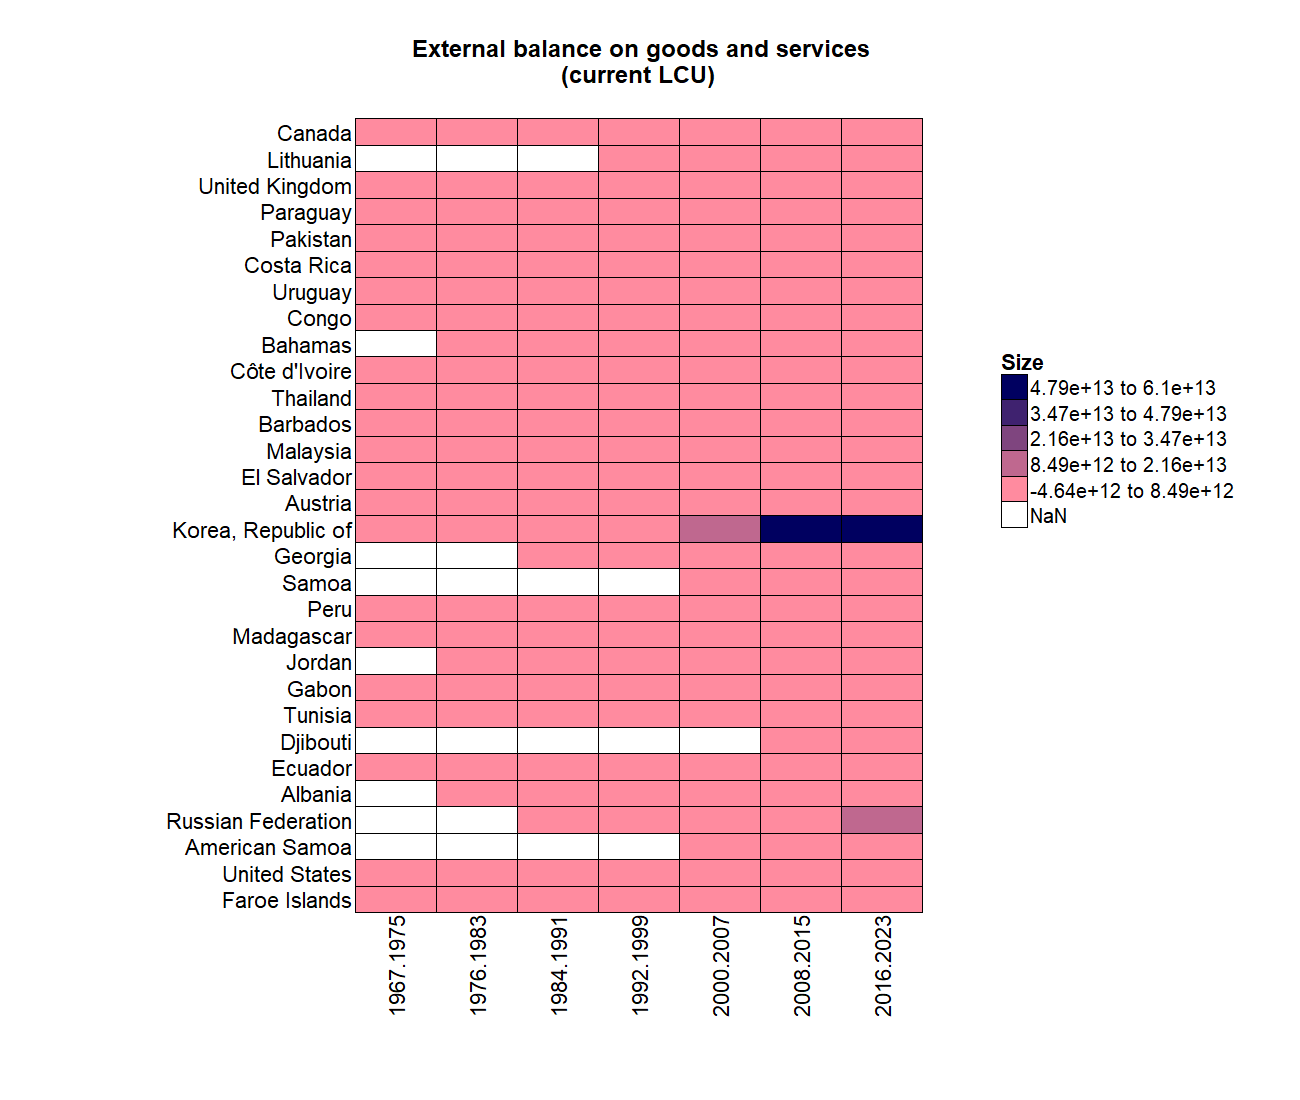 External balance on goods and services
(current LCU)
Canada
Lithuania
United Kingdom
Paraguay
Pakistan
Costa Rica
Uruguay
Congo
Bahamas
Côte d'Ivoire
Thailand
Barbados
Malaysia
El Salvador
Austria
Korea, Republic of
Georgia
Samoa
Peru
Madagascar
Jordan
Gabon
Tunisia
Djibouti
Ecuador
Albania
Russian Federation
American Samoa
United States
Faroe Islands
1967.1975
1976.1983
1984.1991
1992.1999
2000.2007
2008.2015
2016.2023
Size
4.79e+13 to 6.1e+13
3.47e+13 to 4.79e+13
2.16e+13 to 3.47e+13
8.49e+12 to 2.16e+13
-4.64e+12 to 8.49e+12
NaN